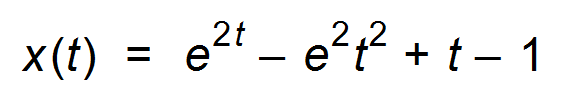 x(t) = e^{2t} – e^2t^2 + t – 1